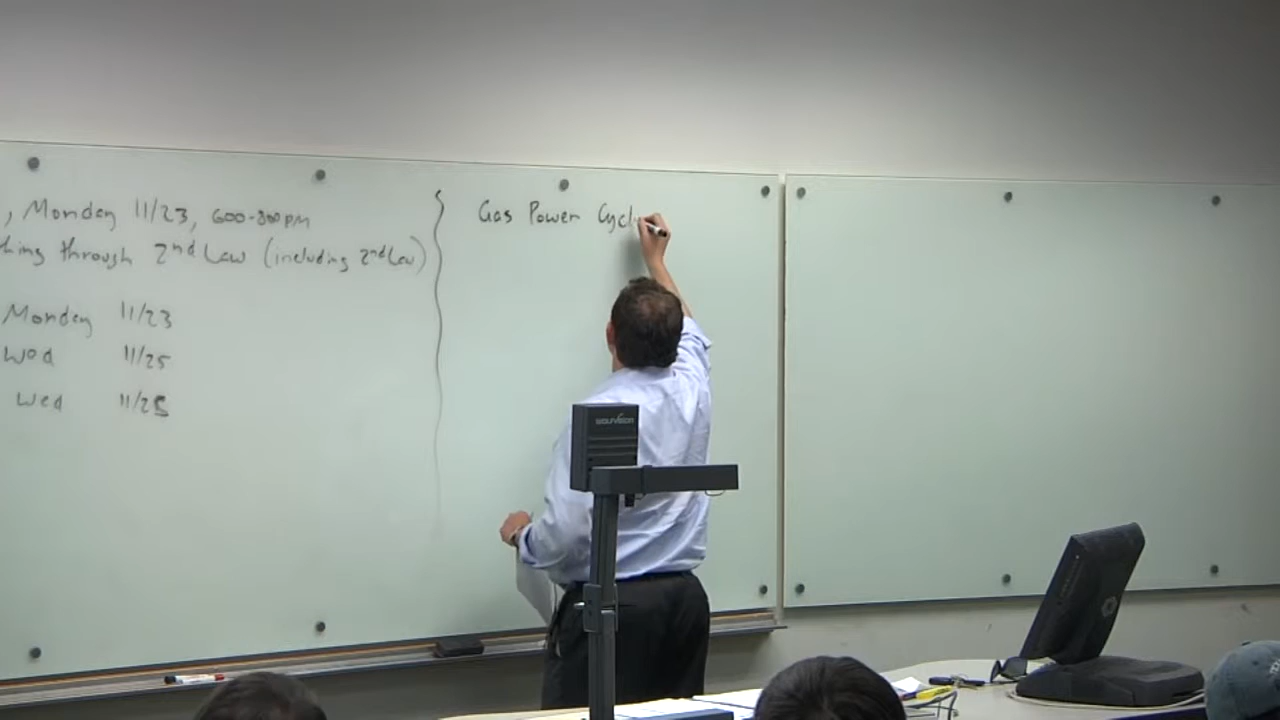 , Monday 11/23, 600-800pm
through 2nd Law (including 2nd Law)
Monday 11/23
Wed 11/25
Wed 11/25
Gas Power Cycl
WOLFVISION